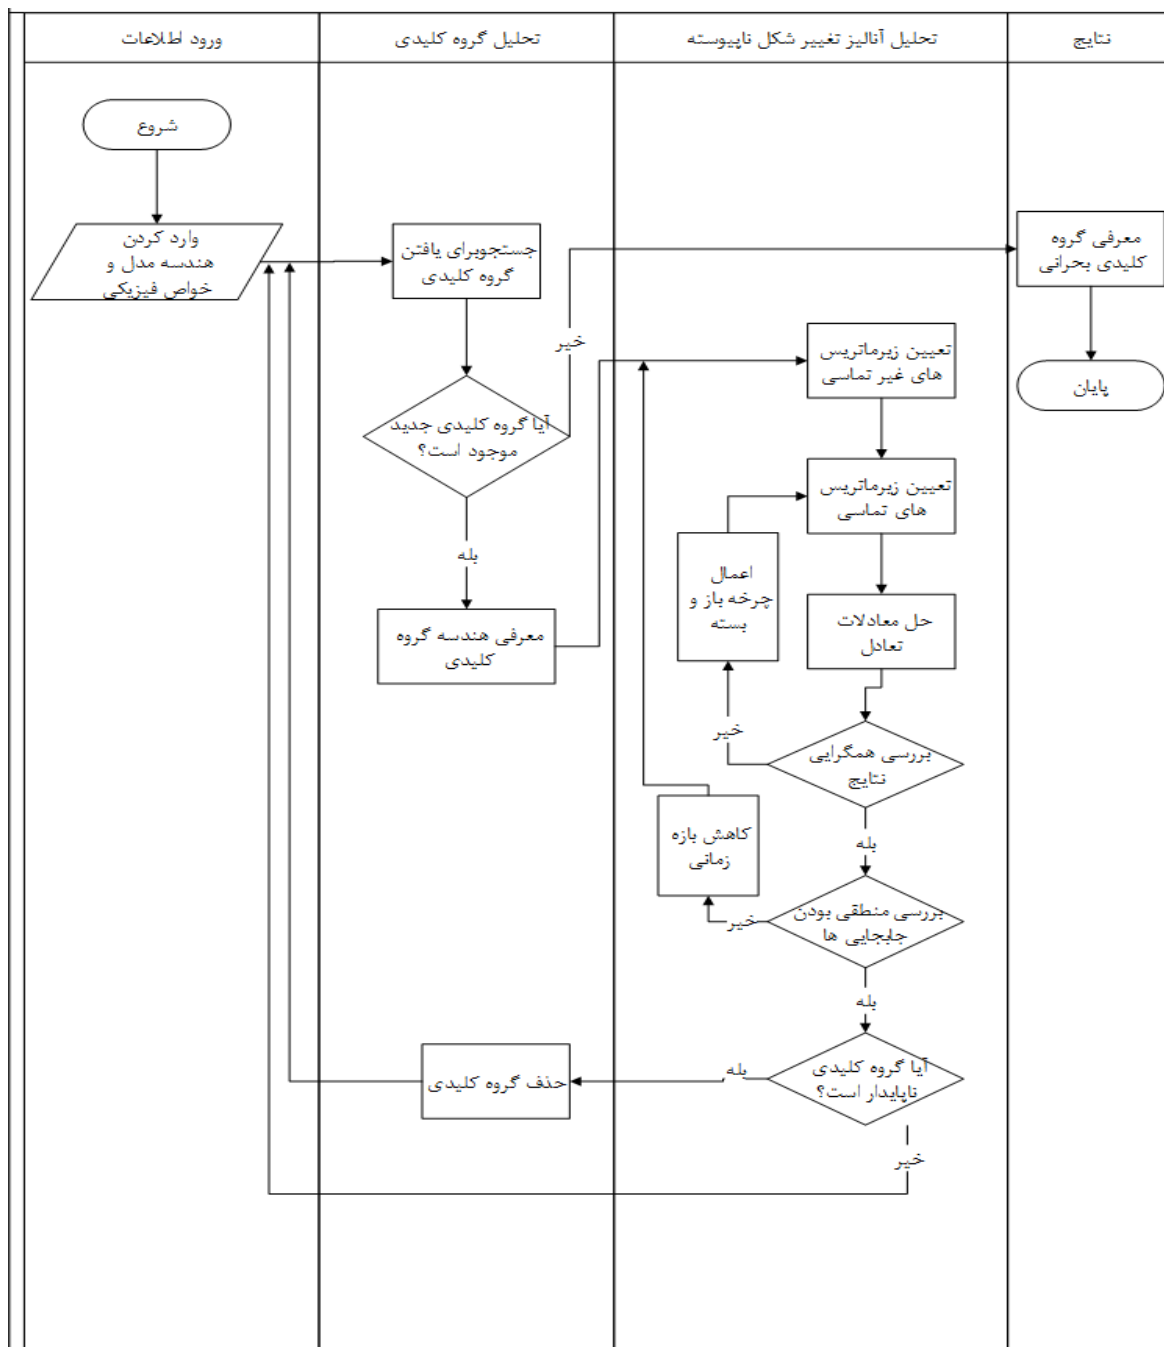 ورود اطلاعات
تحلیل گروه کلیدی
تحلیل آنالیز تغییر شکل ناپیوسته
نتایج
شروع
وارد کردن
هندسه مدل و
خواص فیزیکی
جستجوبرای یافتن
گروه کلیدی
آیا گروه کلیدی جدید
موجود است؟
خیر
بله
معرفی هندسه گروه
کلیدی
تعیین زیرماتریس
های غیر تماسی
تعیین زیرماتریس
های تماسی
اعمال
چرخه باز و
بسته
حل معادلات
تعادل
بررسی همگرایی
نتایج
خیر
بله
کاهش بازه
زمانی
بررسی منطقی بودن
جابجایی ها
خیر
بله
آیا گروه کلیدی
ناپایدار است؟
بله
خیر
حذف گروه کلیدی
معرفی گروه
کلیدی بحرانی
پایان